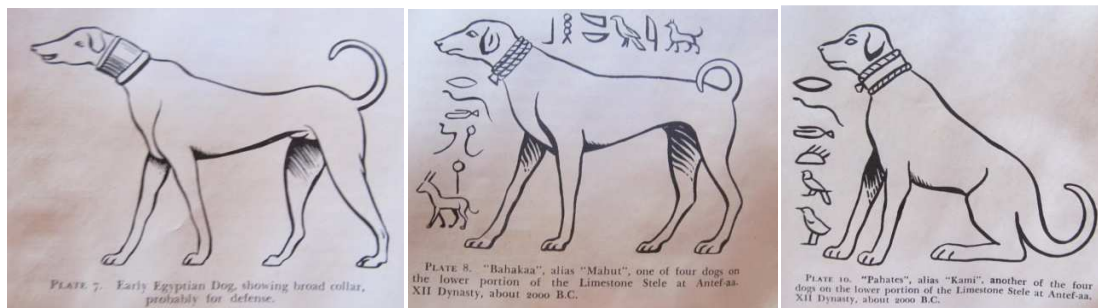 PLATE 7. Early Egyptian Dog, showing broad collar,
probably for defense.
PLATE 8. "Bahakaa", alias "Mahut", one of four dogs on
the lower portion of the Limestone Stele at Antef-aa.
XII Dynasty, about 2000 B.C.
PLATE 10. "Pahates", alias "Kami", another of the four
dogs on the lower portion of the Limestone Stele at Antef-aa.
XII Dynasty, about 2000 B.C.